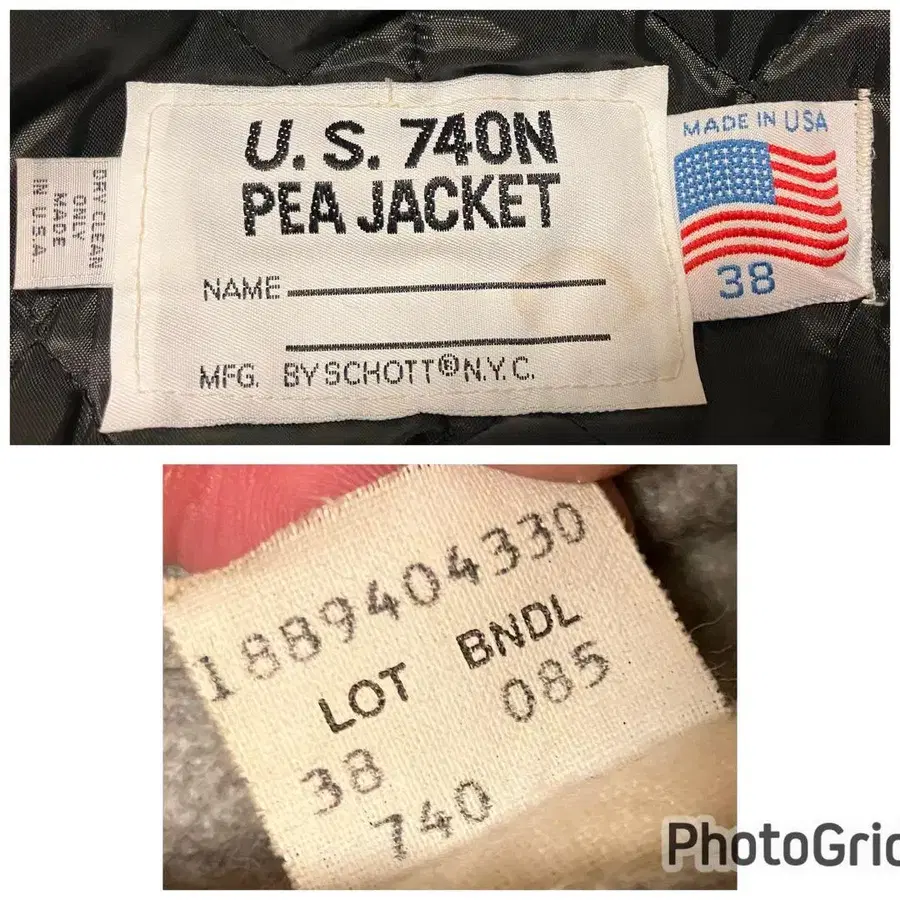 U.S. 740N
PEA JACKET
NAME
MFG. BY SCHOTT®N.Y.C.
DRY CLEAN
ONLY
MADE
IN USA
MADE IN USA
38
1889404330
LOT BNDL
38 085
740
PhotoGrid